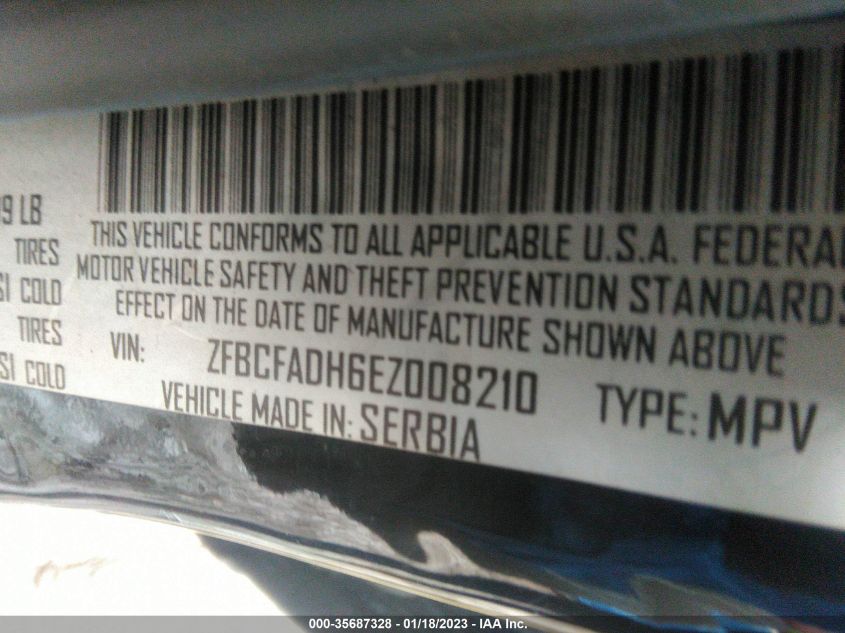 9 LB
TIRES
SI COLD
TIRES
SI COLD
THIS VEHICLE CONFORMS TO ALL APPLICABLE U.S.A. FEDERAL
MOTOR VEHICLE SAFETY AND THEFT PREVENTION STANDARDS
EFFECT ON THE DATE OF MANUFACTURE SHOWN ABOVE
VIN: ZFBCFADH6EZ008210 TYPE: MPV
VEHICLE MADE IN: SERBIA
000-35687328 - 01/18/2023 - IAA Inc.